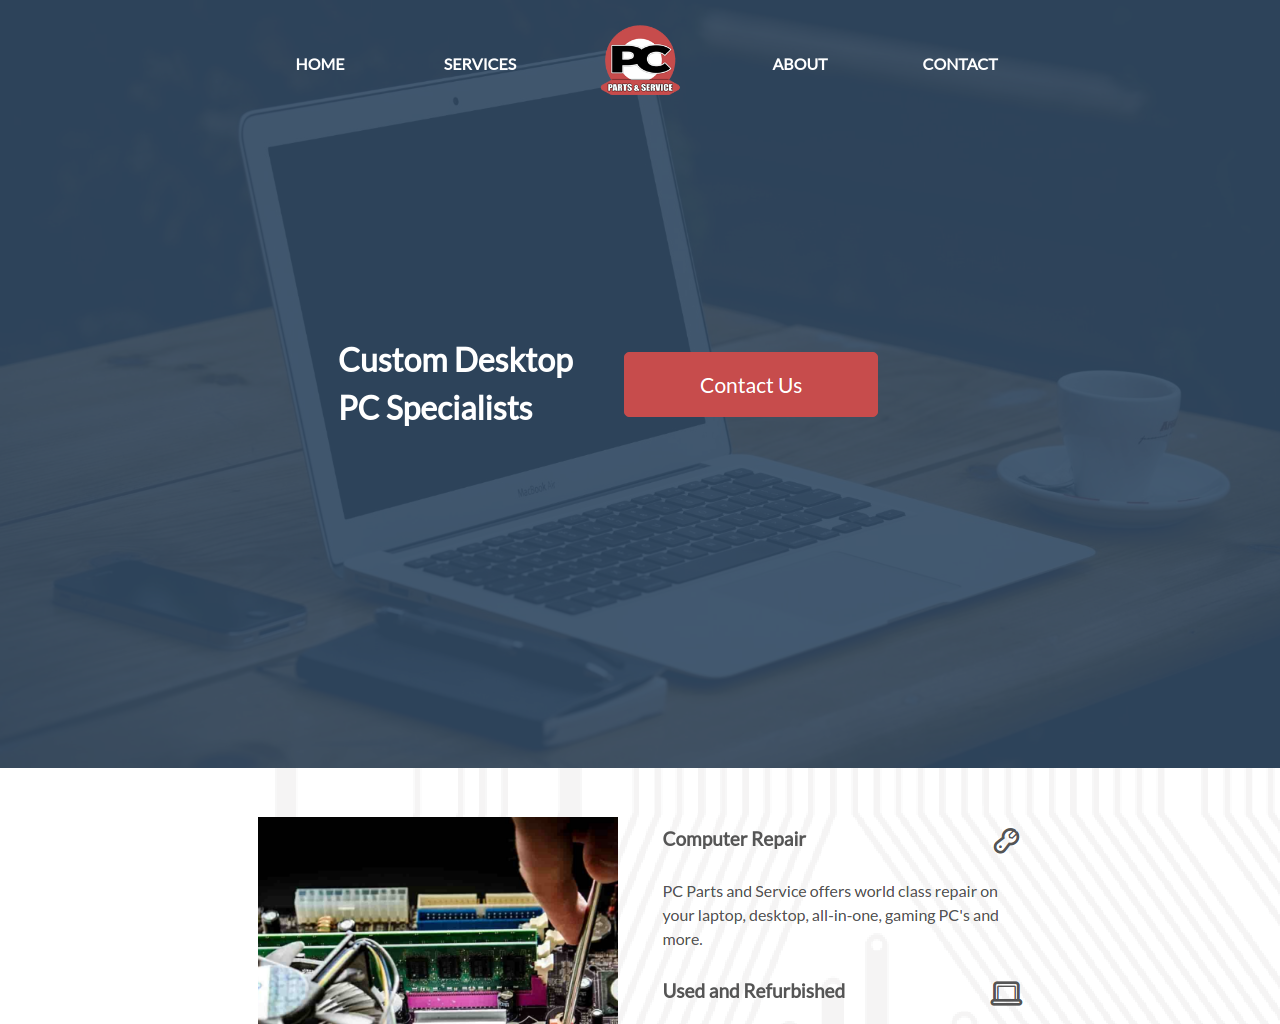 HOME
SERVICES
PC
PARTS & SERVICE
ABOUT
CONTACT
Custom Desktop
PC Specialists
Contact Us
Computer Repair
PC Parts and Service offers world class repair on
your laptop, desktop, all-in-one, gaming PC's and
more.
Used and Refurbished